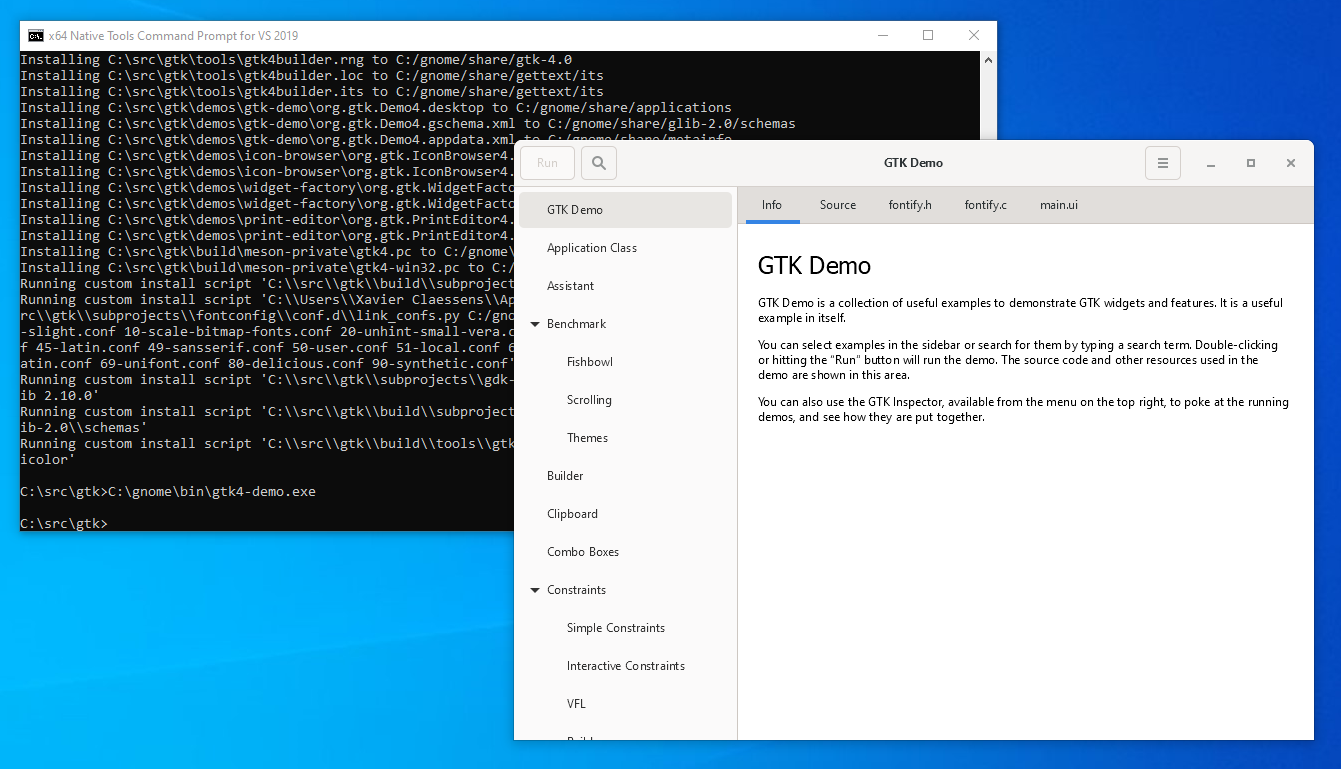 x64 Native Tools Command Prompt for VS 2019
Installing C:\src\gtk\tools\gtk4builder.rng to C:/gnome/share/gtk-4.0
Installing C:\src\gtk\tools\gtk4builder.loc to C:/gnome/share/gettext/its
Installing C:\src\gtk\tools\gtk4builder.its to C:/gnome/share/gettext/its
Installing C:\src\gtk\demos\gtk-demo\org.gtk.Demo4.desktop to C:/gnome/share/applications
Installing C:\src\gtk\demos\gtk-demo\org.gtk.Demo4.gschema.xml to C:/gnome/share/glib-2.0/schemas
Installing C:\src\gtk\demos\gtk-demo\org.gtk.Demo4.appdata.xml to C:/gnome/share/metainfo
Installing C:\src\gtk\demos\icon-browser\org.gtk.IconBrowser4.
Installing C:\src\gtk\demos\icon-browser\org.gtk.IconBrowser4.
Installing C:\src\gtk\demos\widget-factory\org.gtk.WidgetFacto
Installing C:\src\gtk\demos\widget-factory\org.gtk.WidgetFacto
Installing C:\src\gtk\demos\print-editor\org.gtk.PrintEditor4.
Installing C:\src\gtk\demos\print-editor\org.gtk.PrintEditor4.
Installing C:\src\gtk\build\meson-private\gtk4.pc to C:/gnome\
Installing C:\src\gtk\build\meson-private\gtk4-win32.pc to C:/
Running custom install script 'C:\\src\\gtk\\build\\subproject
Running custom install script 'C:\\Users\\Xavier Claessens\\Ap
rc\\gtk\\subprojects\\fontconfig\\conf.d\\link_confs.py C:/gno
-slight.conf 10-scale-bitmap-fonts.conf 20-unhint-small-vera.c
f 45-latin.conf 49-sansserif.conf 50-user.conf 51-local.conf 6
atin.conf 69-unifont.conf 80-delicious.conf 90-synthetic.conf'
Running custom install script 'C:\\src\\gtk\\subprojects\\gdk-
ib 2.10.0'
Running custom install script 'C:\\src\\gtk\\build\\subproject
ib-2.0\\schemas'
Running custom install script 'C:\\src\\gtk\\build\\tools\\gtk
icolor'
C:\src\gtk>C:\gnome\bin\gtk4-demo.exe
C:\src\gtk>
Run
GTK Demo
GTK Demo
Application Class
Assistant
Benchmark
Fishbowl
Scrolling
Themes
Builder
Clipboard
Combo Boxes
Constraints
Simple Constraints
Interactive Constraints
VFL
Info Source fontify.h fontify.c main.ui
GTK Demo
GTK Demo is a collection of useful examples to demonstrate GTK widgets and features. It is a useful
example in itself.
You can select examples in the sidebar or search for them by typing a search term. Double-clicking
or hitting the “Run” button will run the demo. The source code and other resources used in the
demo are shown in this area.
You can also use the GTK Inspector, available from the menu on the top right, to poke at the running
demos, and see how they are put together.